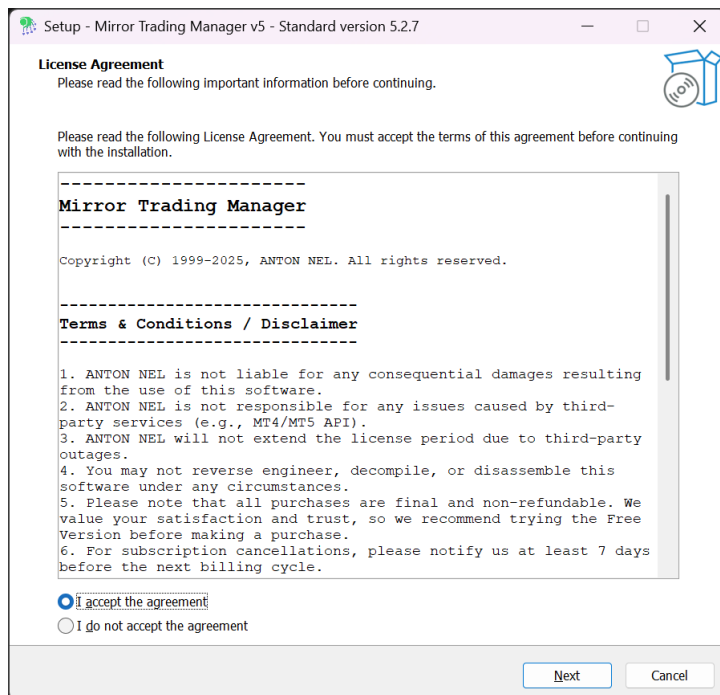 Setup - Mirror Trading Manager v5 - Standard version 5.2.7
License Agreement
Please read the following important information before continuing.
Please read the following License Agreement. You must accept the terms of this agreement before continuing
with the installation.
-----------------------
Mirror Trading Manager
-----------------------
Copyright (C) 1999-2025, ANTON NEL. All rights reserved.
------------------------------
Terms & Conditions / Disclaimer
------------------------------
1. ANTON NEL is not liable for any consequential damages resulting
from the use of this software.
2. ANTON NEL is not responsible for any issues caused by third-
party services (e.g., MT4/MT5 API).
3. ANTON NEL will not extend the license period due to third-party
outages.
4. You may not reverse engineer, decompile, or disassemble this
software under any circumstances.
5. Please note that all purchases are final and non-refundable. We
value your satisfaction and trust, so we recommend trying the Free
Version before making a purchase.
6. For subscription cancellations, please notify us at least 7 days
before the next billing cycle.
I accept the agreement
I do not accept the agreement
Next
Cancel